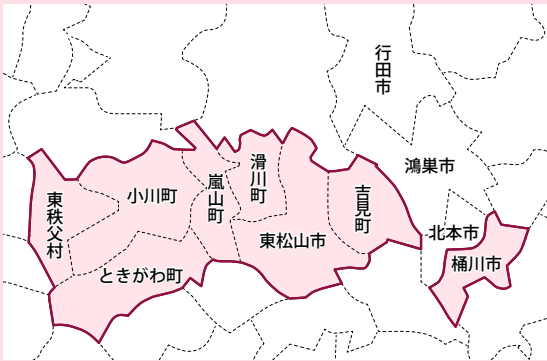 行田市
鴻巣市
滑川町
小川町
嵐山町
吉見町
東秩父村
北本市
東松山市
桶川市
ときがわ町